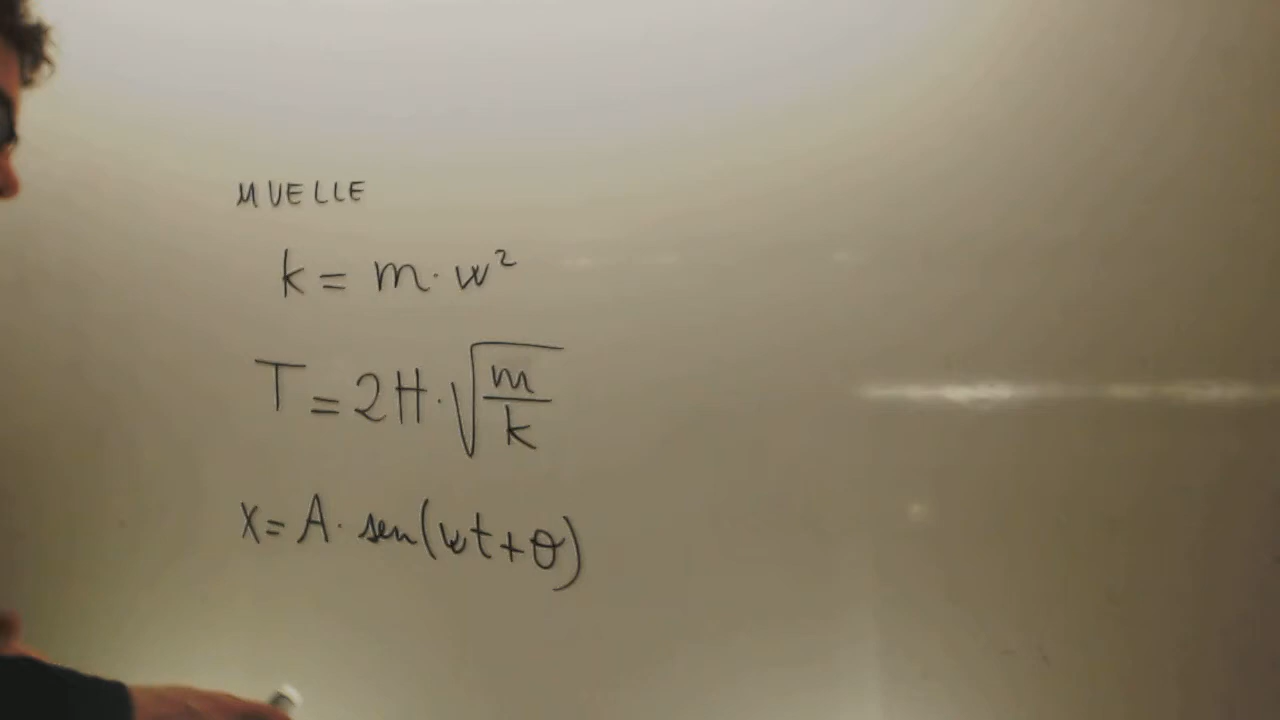 MUELLE
k = m · w²
T = 2π · √(m/k)
x = A · sen(wt + θ)